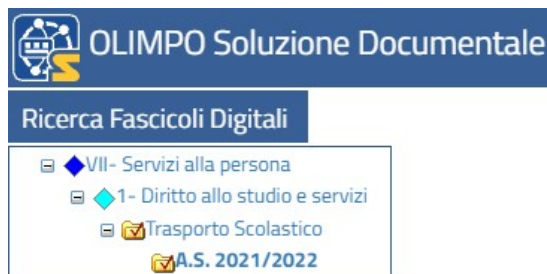 OLIMPO Soluzione Documentale
Ricerca Fascicoli Digitali
VII- Servizi alla persona
1- Diritto allo studio e servizi
Trasporto Scolastico
A.S. 2021/2022